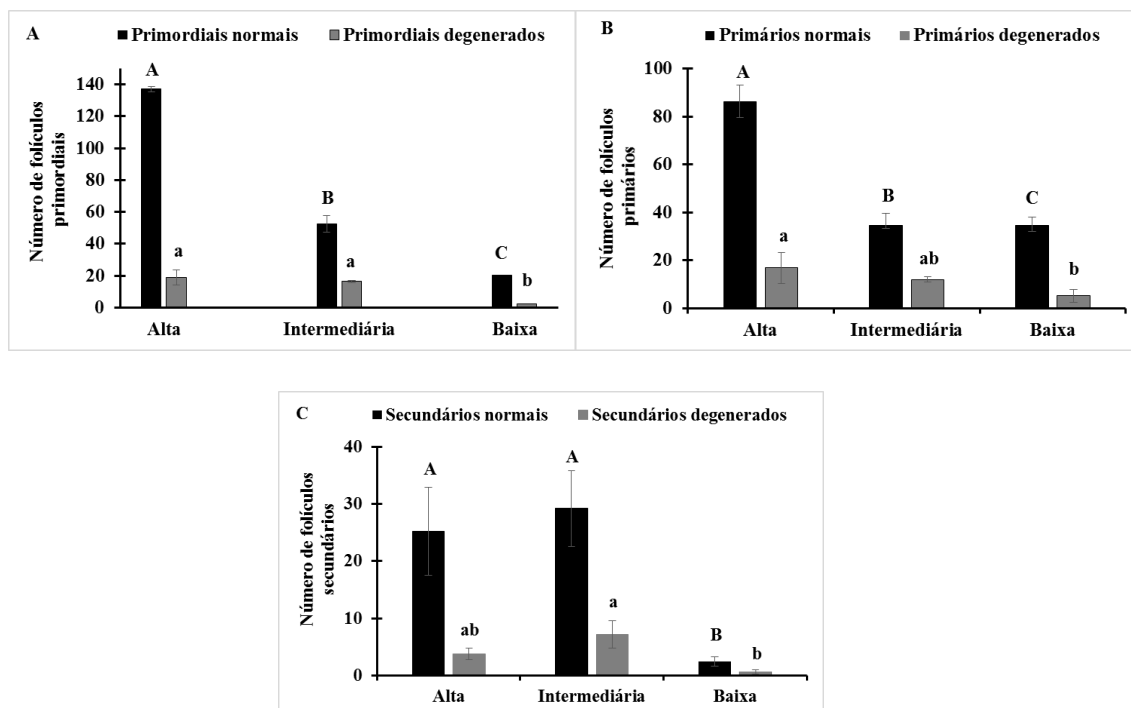 A
Primordiais normais
Primordiais degenerados
Número de folículos
primordiais
140
120
100
80
60
40
20
0
A
a
B
a
C
b
Alta
Intermediária
Baixa
B
Primários normais
Primários degenerados
Número de folículos
primários
100
80
60
40
20
0
A
a
B
ab
C
b
Alta
Intermediária
Baixa
C
Secundários normais
Secundários degenerados
Número de folículos
secundários
40
30
20
10
0
A
ab
A
a
B
b
Alta
Intermediária
Baixa